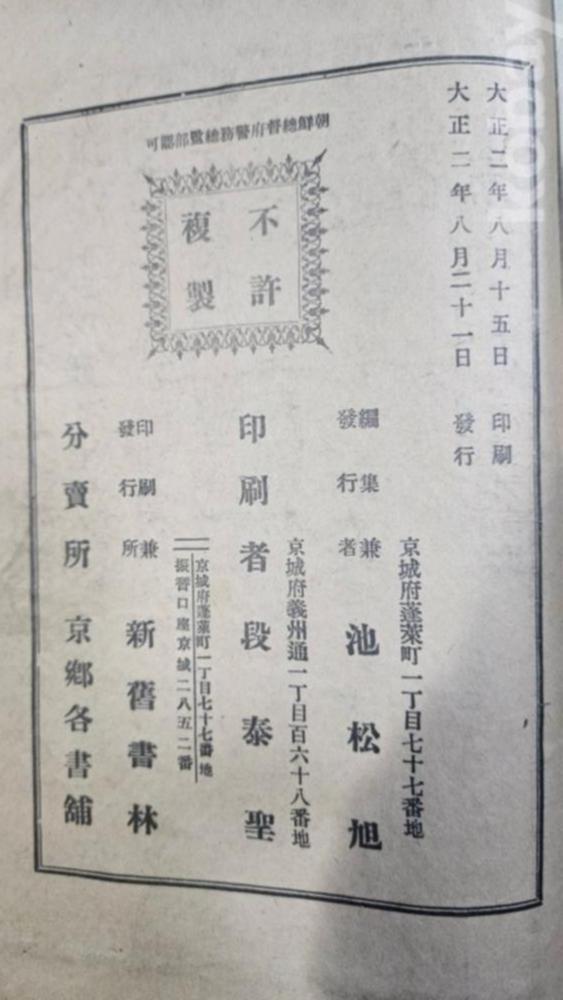 大正二年八月十五日 印刷
大正二年八月二十一日 發行
朝鮮總督府警務總監部認可
不許
複製
京城府蓬萊町一丁目七十七番地
編集兼
發行者 池松旭
京城府義州通一丁目百六十八番地
印刷者 段泰聖
京城府蓬萊町一丁目七十七番地
振替口座京城二八五二番
印刷兼
發行所 新舊書林
分賣所 京鄉各書舖